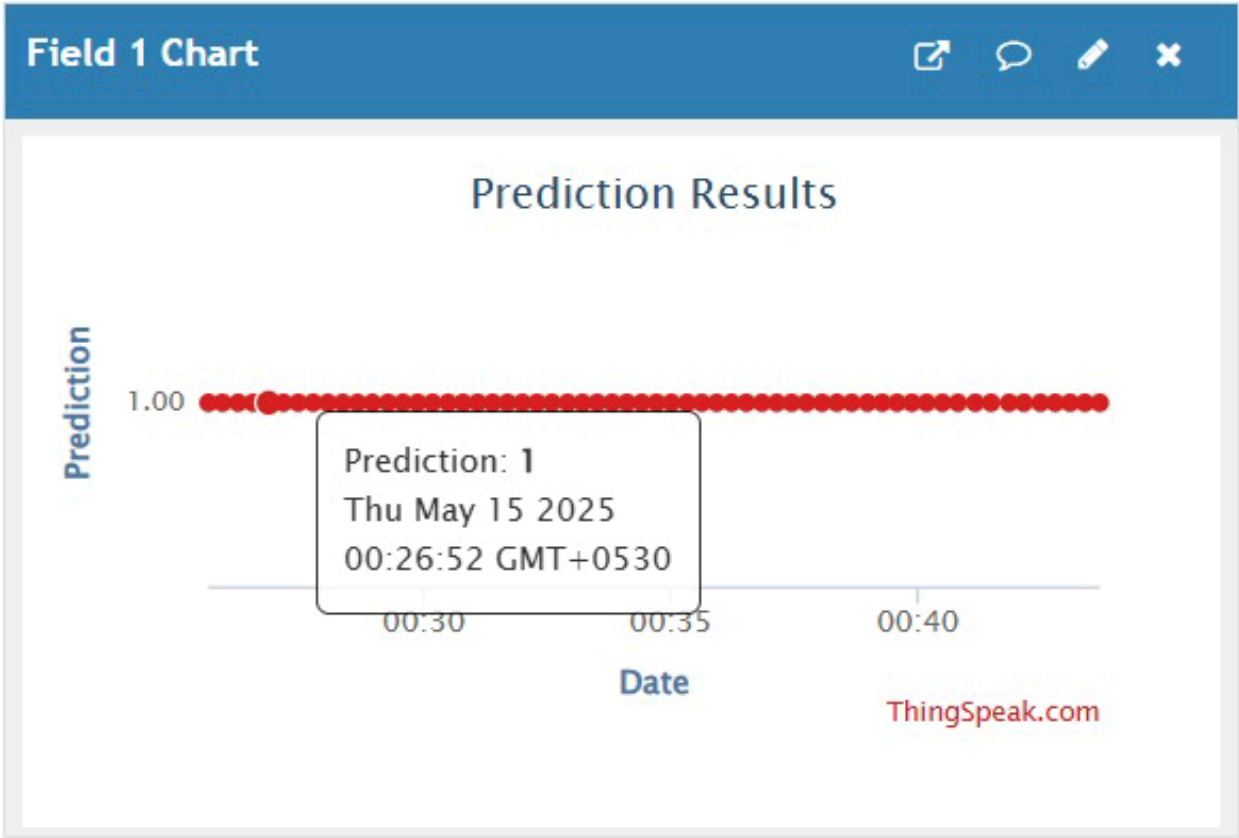 Field 1 Chart
Prediction Results
Prediction
1.00
Prediction: 1
Thu May 15 2025
00:26:52 GMT+0530
00:30 00:35 00:40
Date
ThingSpeak.com